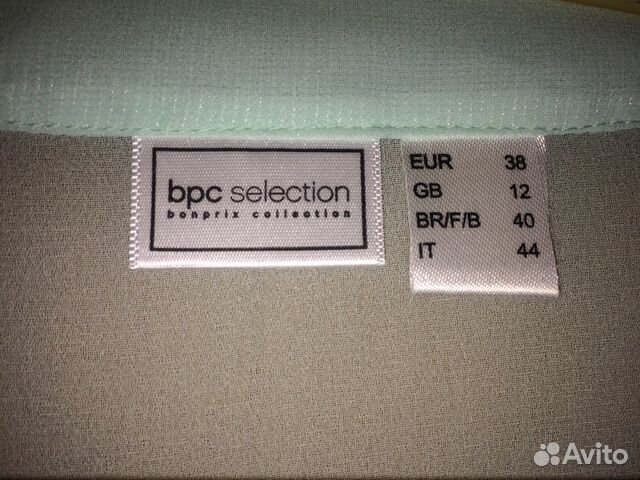 bpc selection
bonprix collection
EUR 38
GB 12
BR/F/B 40
IT 44
Avito